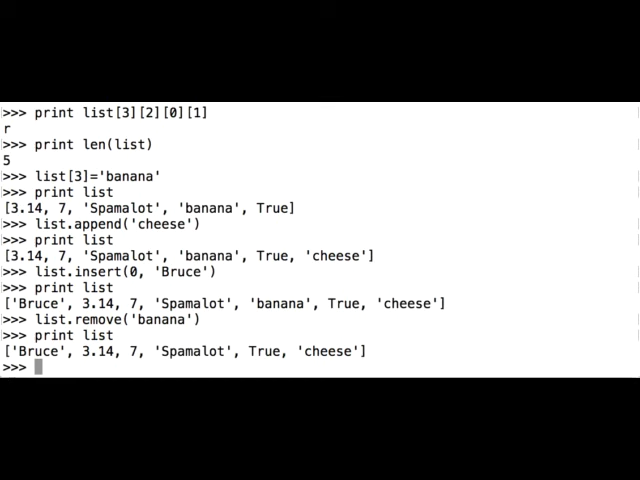 >>> print list[3][2][0][1]
r
>>> print len(list)
5
>>> list[3]='banana'
>>> print list
[3.14, 7, 'Spamalot', 'banana', True]
>>> list.append('cheese')
>>> print list
[3.14, 7, 'Spamalot', 'banana', True, 'cheese']
>>> list.insert(0, 'Bruce')
>>> print list
['Bruce', 3.14, 7, 'Spamalot', 'banana', True, 'cheese']
>>> list.remove('banana')
>>> print list
['Bruce', 3.14, 7, 'Spamalot', True, 'cheese']
>>>